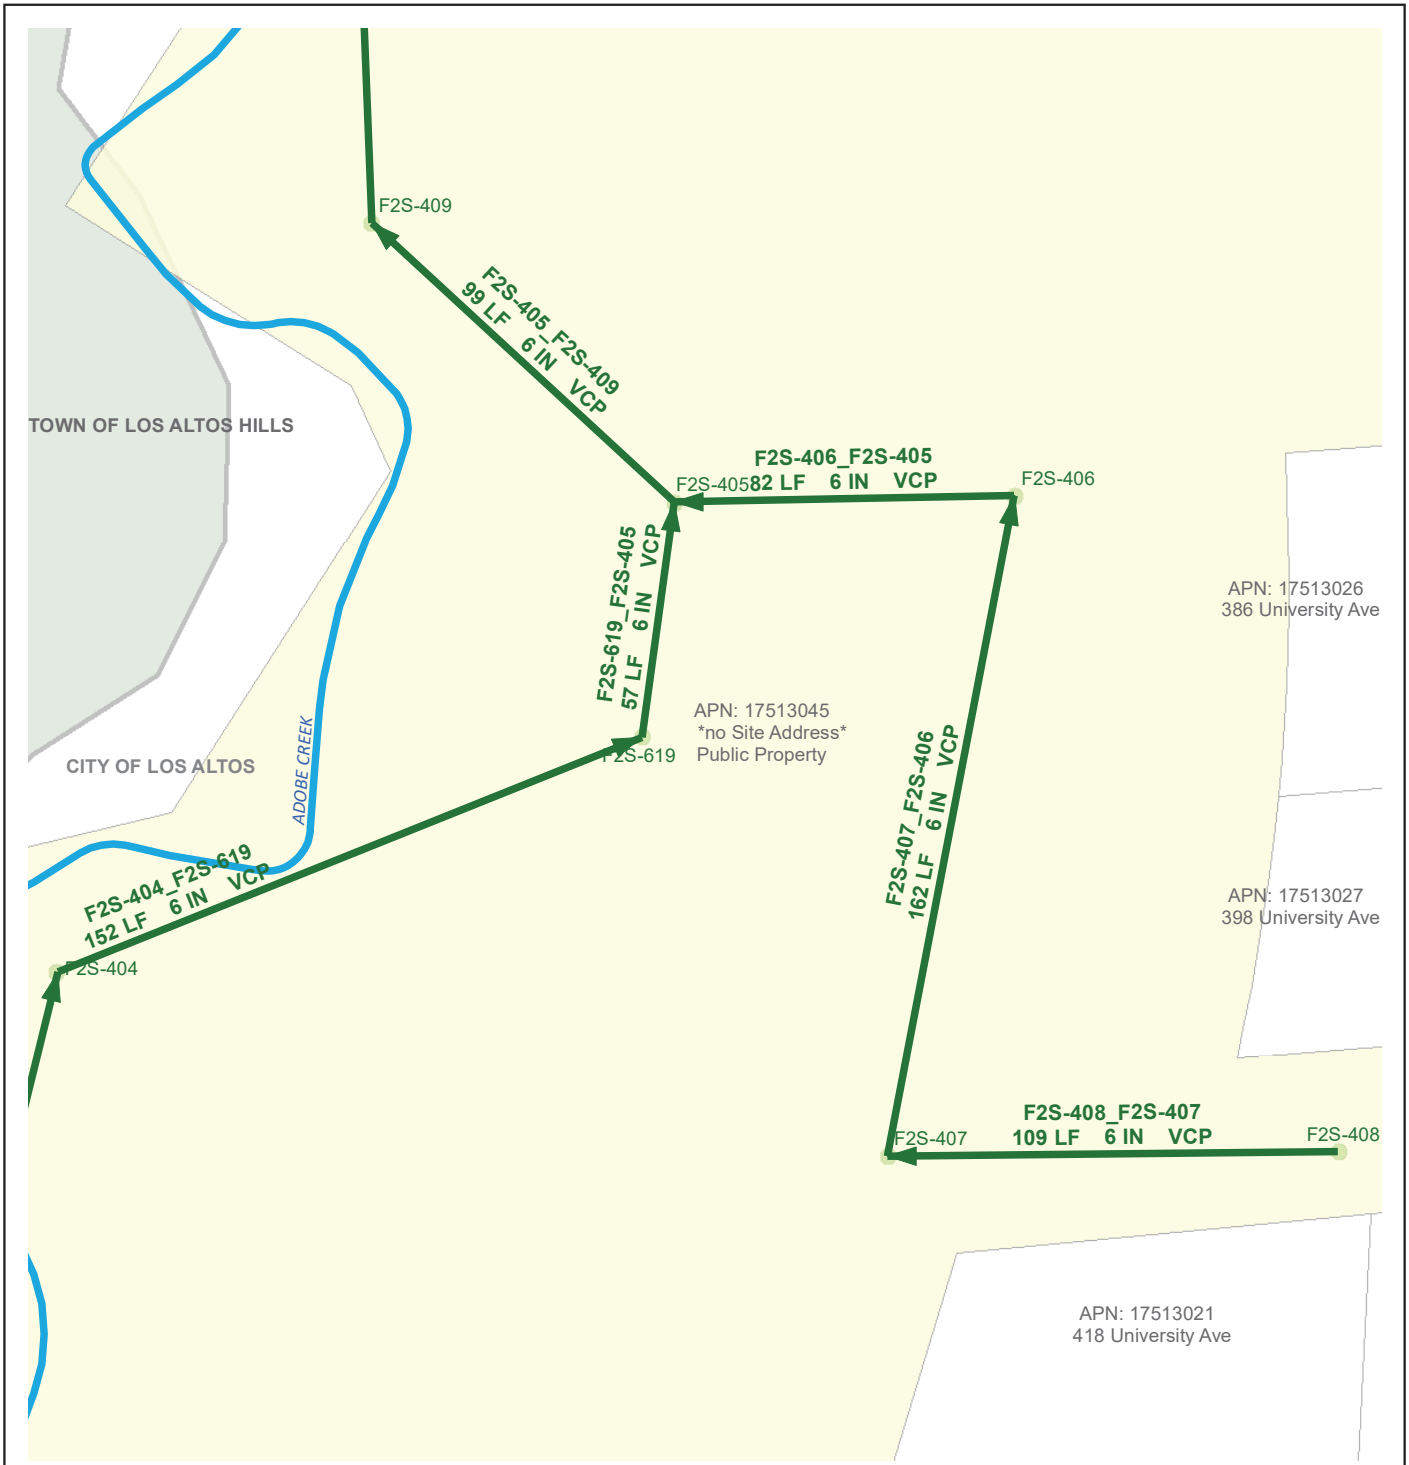 F2S-409
F2S-405_F2S-409
99 LF 6 IN VCP
TOWN OF LOS ALTOS HILLS
F2S-406_F2S-405
82 LF 6 IN VCP
F2S-405
F2S-406
F2S-619_F2S-405
57 LF 6 IN VCP
APN: 17513026
386 University Ave
APN: 17513045
*no Site Address*
Public Property
F2S-619
CITY OF LOS ALTOS
ADOBE CREEK
F2S-407_F2S-406
162 LF 6 IN VCP
F2S-404_F2S-619
152 LF 6 IN VCP
APN: 17513027
398 University Ave
F2S-404
F2S-408_F2S-407
109 LF 6 IN VCP
F2S-407
F2S-408
APN: 17513021
418 University Ave